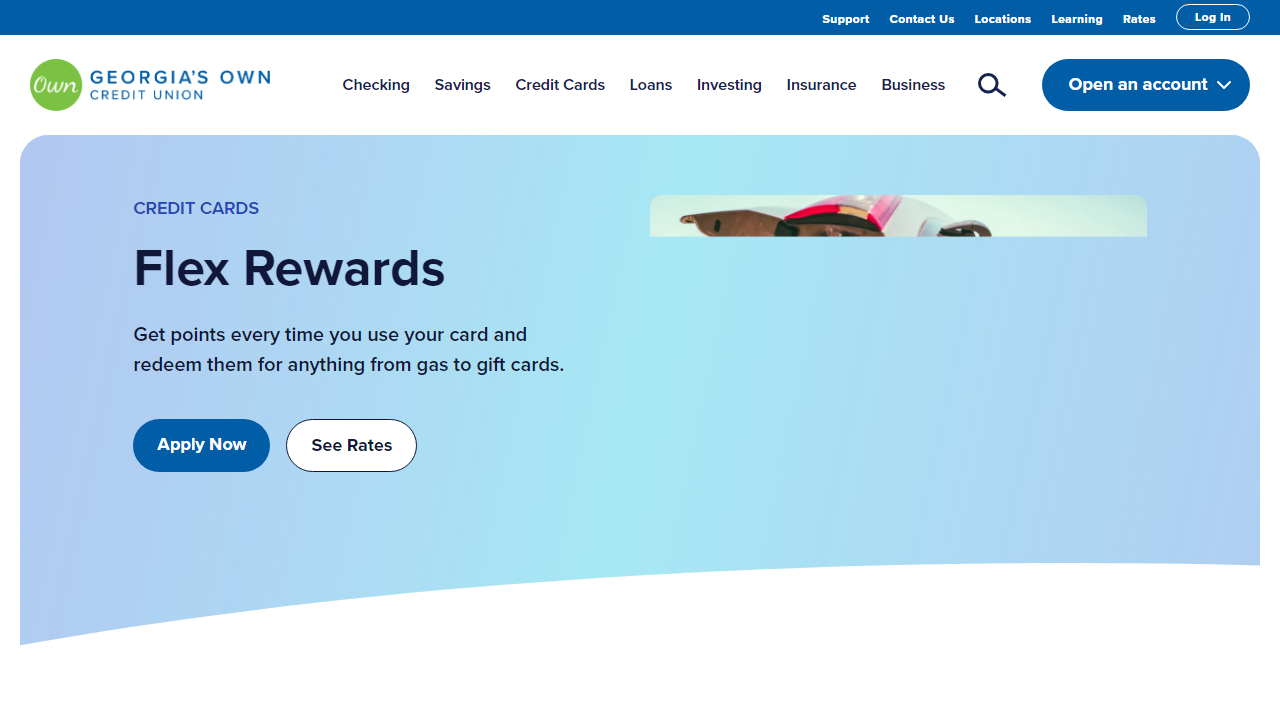 Support Contact Us Locations Learning Rates Log In
Own GEORGIA'S OWN
CREDIT UNION
Checking Savings Credit Cards Loans Investing Insurance Business Open an account
CREDIT CARDS
Flex Rewards
Get points every time you use your card and
redeem them for anything from gas to gift cards.
Apply Now See Rates